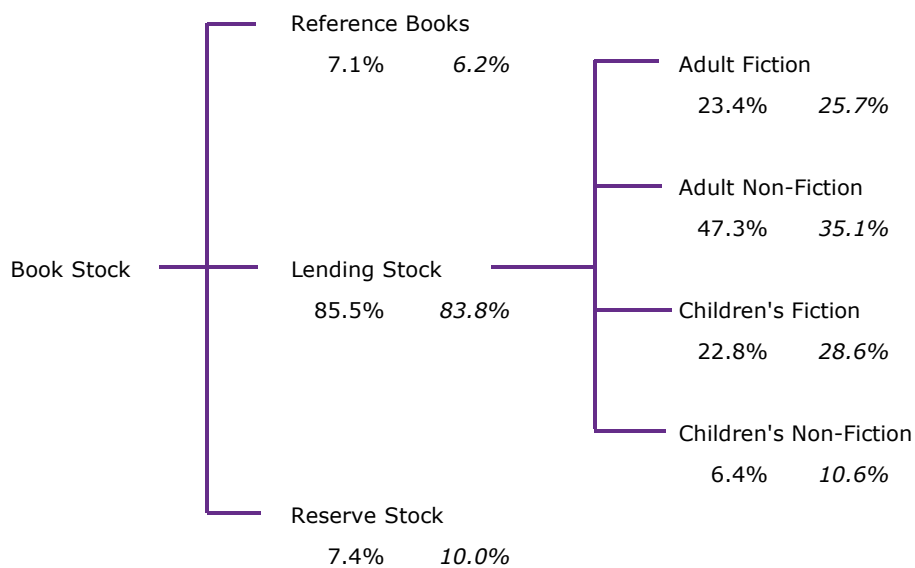 Reference Books
7.1% 6.2%
Adult Fiction
23.4% 25.7%
Adult Non-Fiction
47.3% 35.1%
Book Stock
Lending Stock
85.5% 83.8%
Children's Fiction
22.8% 28.6%
Children's Non-Fiction
6.4% 10.6%
Reserve Stock
7.4% 10.0%